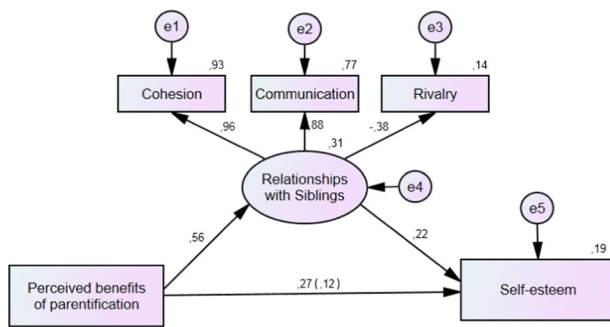 e1
e2
e3
,93
,77
,14
Cohesion
Communication
Rivalry
,96
,88
-,38
,31
Relationships
with Siblings
e4
e5
,56
,22
,19
Perceived benefits
of parentification
,27 (,12)
Self-esteem